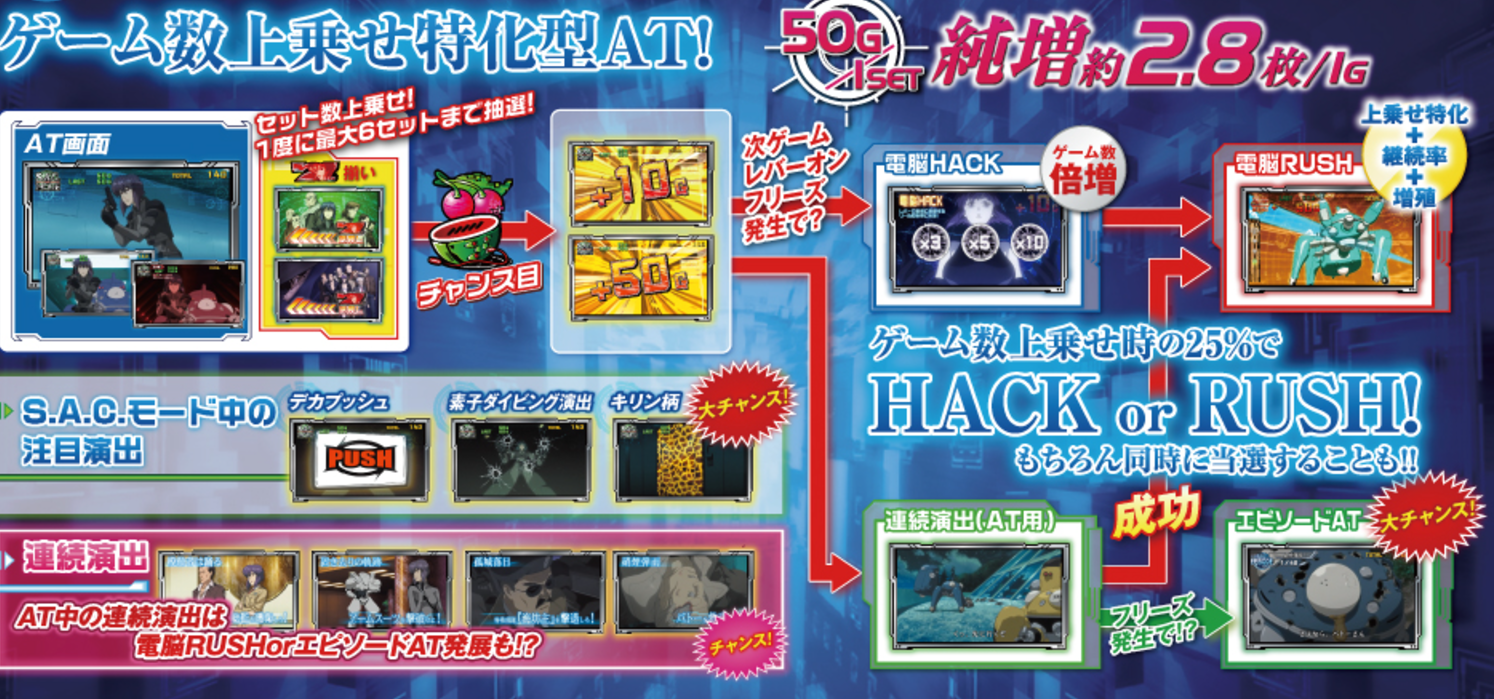 ゲーム数上乗せ特化型AT!
50G/1SET
純増約2.8枚/1G
AT画面
セット数上乗せ!
1度に最大6セットまで抽選!
揃い
チャンス目
+10G
+50G
次ゲーム
レバーオン
フリーズ
発生で?
電脳HACK
ゲーム数
倍増
電脳HACK
×3
×5
×10
電脳RUSH
上乗せ特化
+
継続率
+
増殖
ゲーム数上乗せ時の25%で
HACK or RUSH!
もちろん同時に当選することも!!
S.A.C.モード中の
注目演出
デカプッシュ
PUSH
素子ダイビング演出
キリン柄
大チャンス!
連続演出
孤城落日
AT中の連続演出は
電脳RUSHorエピソードAT発展も!?
チャンス!
連続演出(AT用)
成功
フリーズ
発生で!?
エピソードAT
大チャンス!